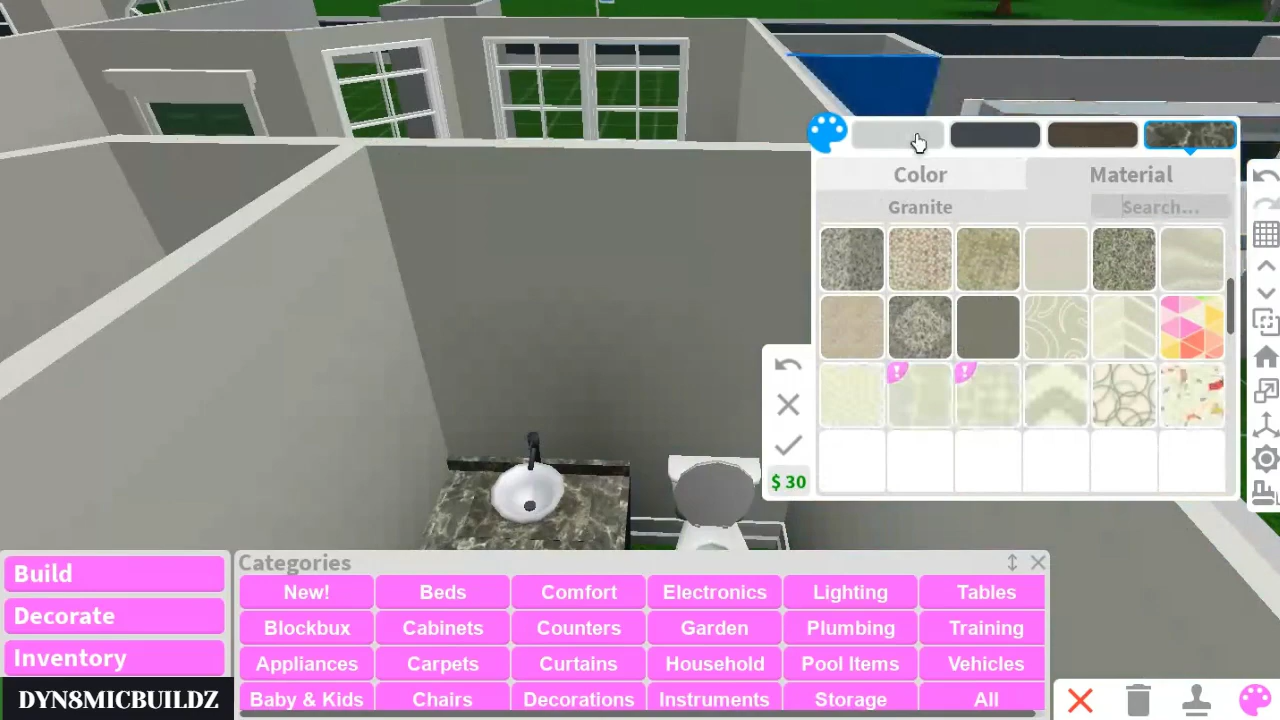 Color Material
Granite Search...
$ 30
Categories
New! Beds Comfort Electronics Lighting Tables
Blockbux Cabinets Counters Garden Plumbing Training
Appliances Carpets Curtains Household Pool Items Vehicles
Baby & Kids Chairs Decorations Instruments Storage All
Build
Decorate
Inventory
DYN8MICBUILDZ